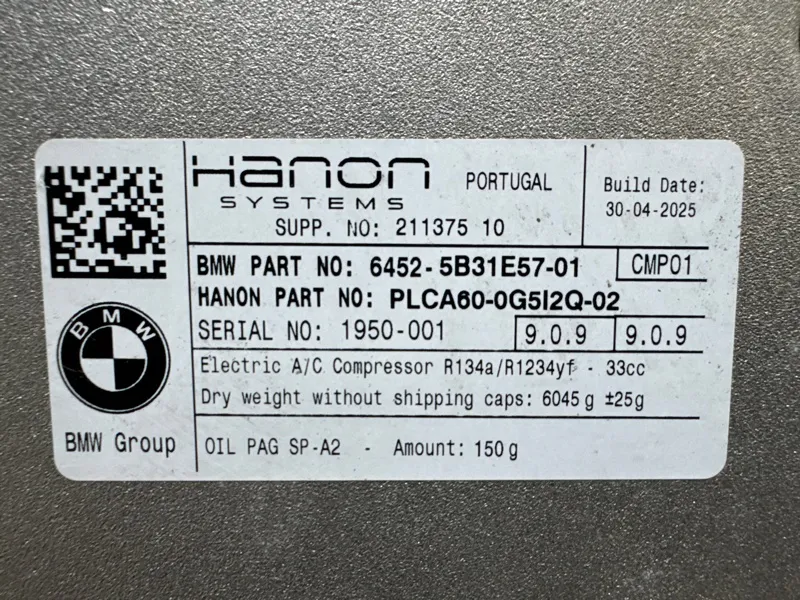 Hanon
SYSTEMS
PORTUGAL
SUPP. NO: 211375 10
Build Date:
30-04-2025
BMW PART NO: 6452-5B31E57-01
CMP01
HANON PART NO: PLCA60-0G5I2Q-02
SERIAL NO: 1950-001
9.0.9
9.0.9
Electric A/C Compressor R134a/R1234yf - 33cc
Dry weight without shipping caps: 6045g ±25g
BMW
BMW Group
OIL PAG SP-A2 - Amount: 150g